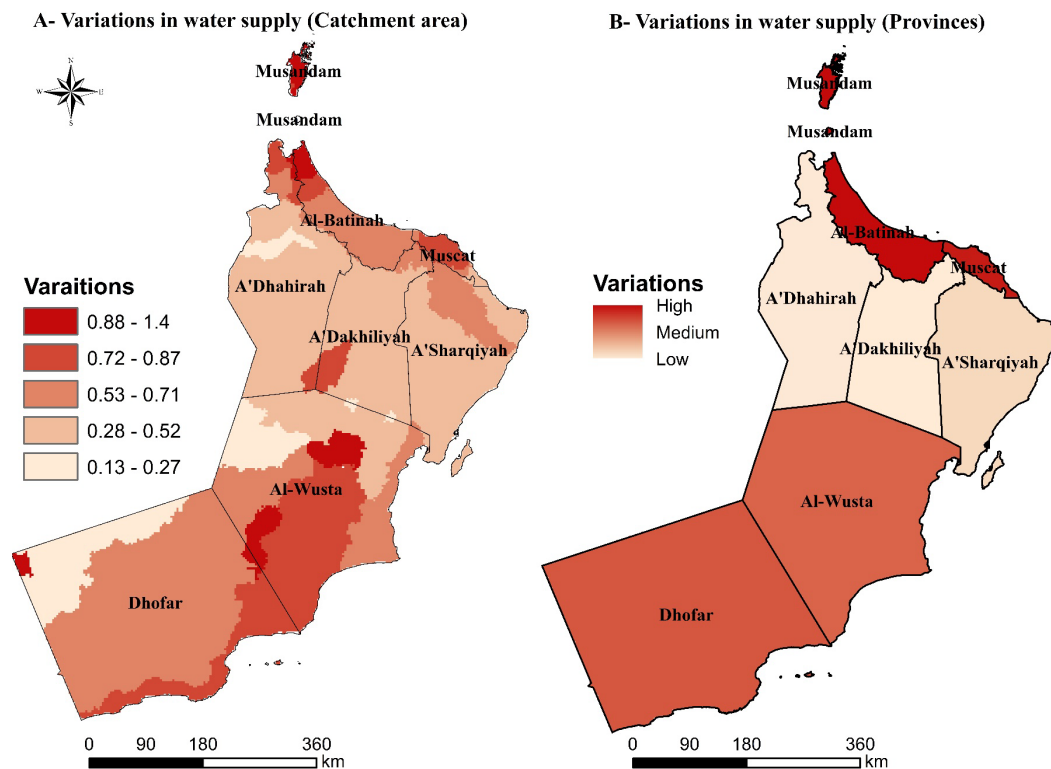 A- Variations in water supply (Catchment area)
N
W
E
S
Musandam
Musandam
Al-Batinah
Muscat
A'Dhahirah
A'Dakhiliyah
A'Sharqiyah
Al-Wusta
Dhofar
Varaitions
0.88 - 1.4
0.72 - 0.87
0.53 - 0.71
0.28 - 0.52
0.13 - 0.27
0 90 180 360
km
B- Variations in water supply (Provinces)
Musandam
Musandam
Al-Batinah
Muscat
A'Dhahirah
A'Dakhiliyah
A'Sharqiyah
Al-Wusta
Dhofar
Variations
High
Medium
Low
0 90 180 360
km